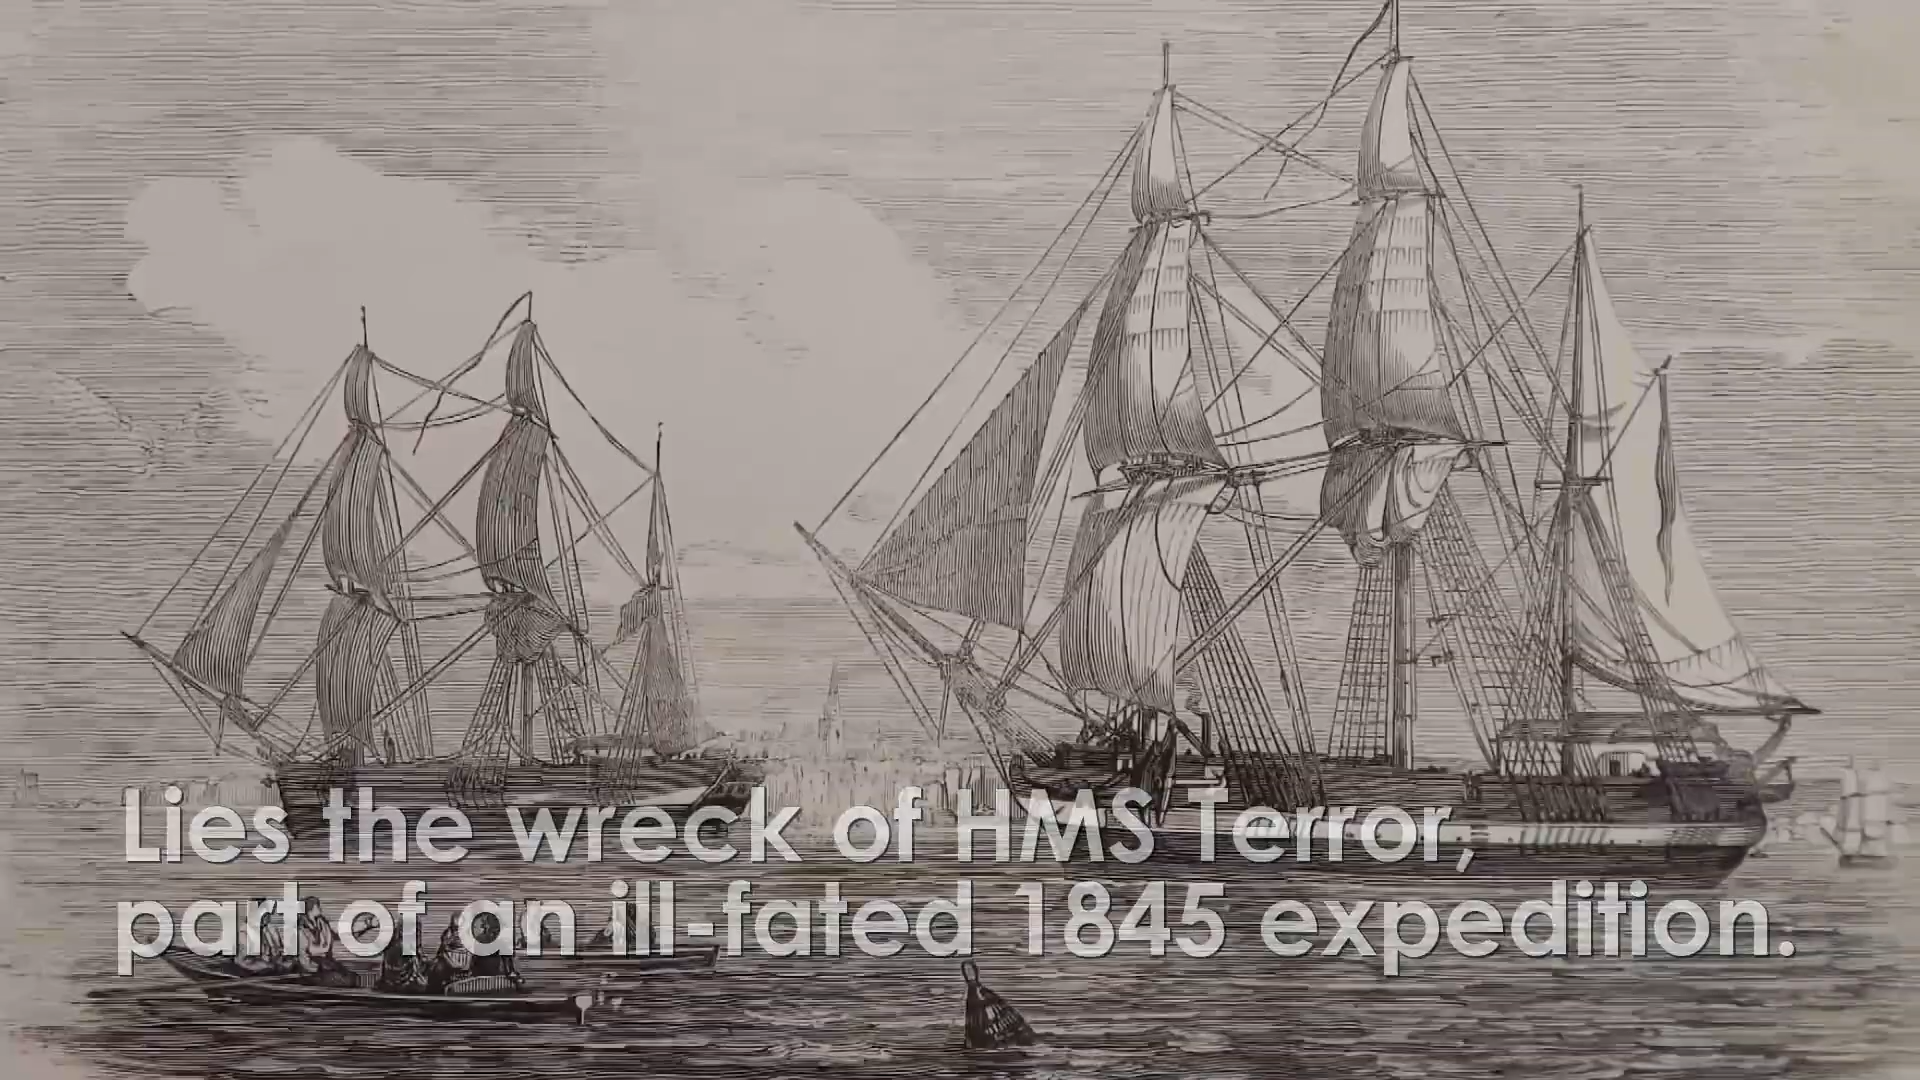 Lies the wreck of HMS Terror,
part of an ill-fated 1845 expedition.